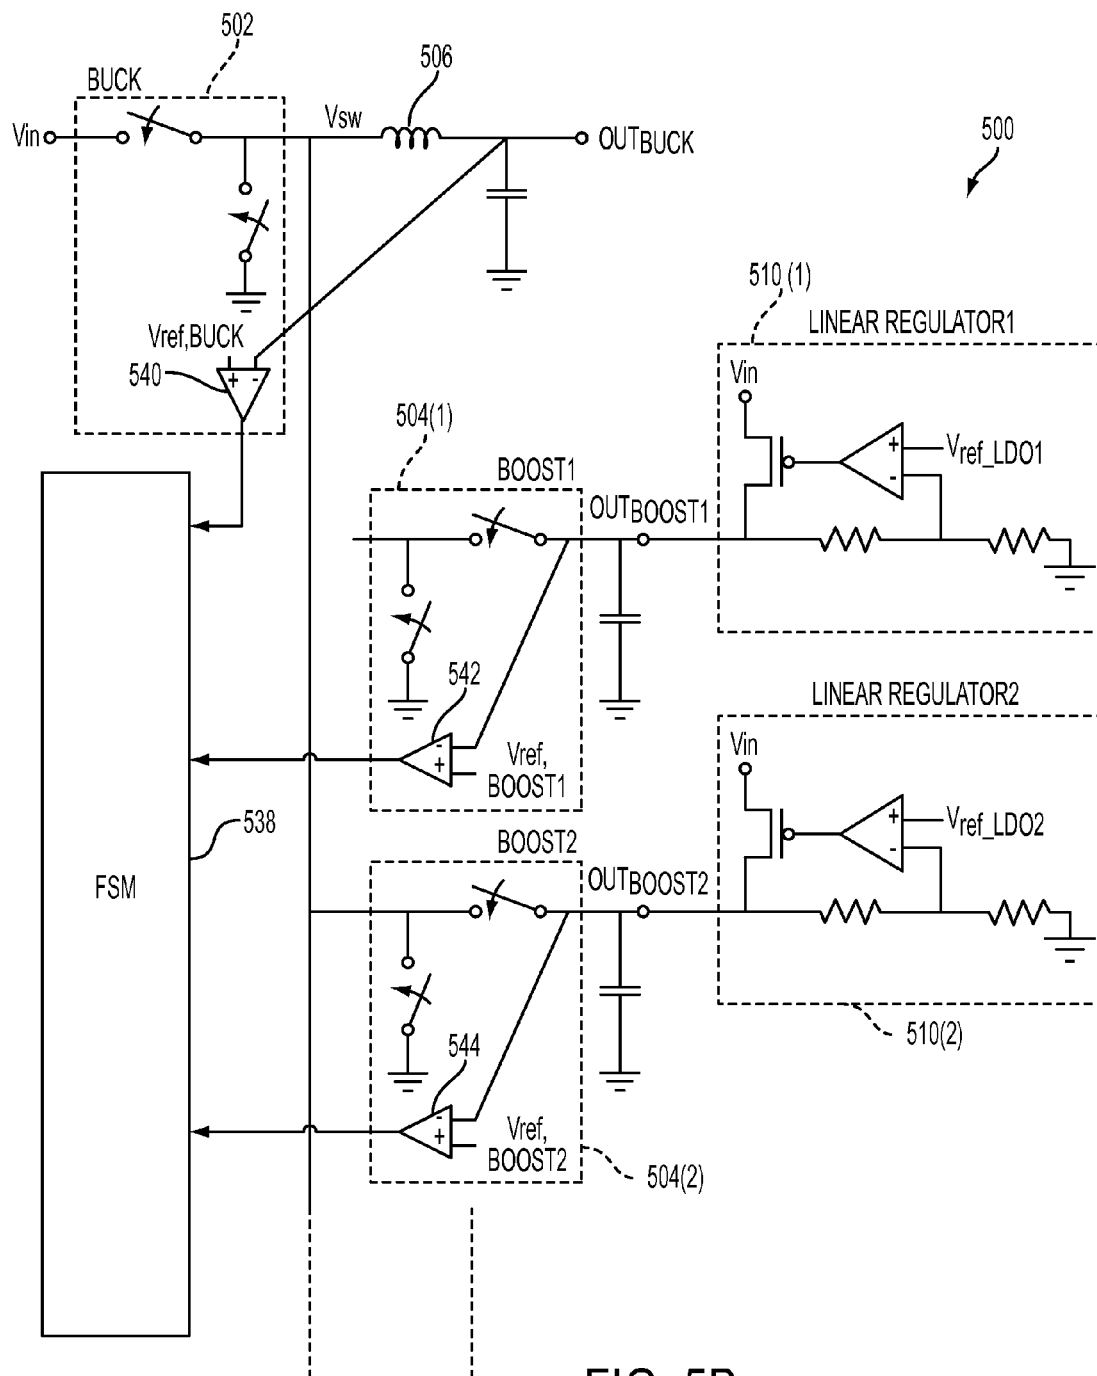 502
BUCK
506
Vin
Vsw
OUTBUCK
500
510(1)
LINEAR REGULATOR1
Vref,BUCK
540
+ -
Vin
504(1)
BOOST1
OUTBOOST1
+
-
Vref_LDO1
542
-
+
Vref,
BOOST1
LINEAR REGULATOR2
Vin
538
BOOST2
OUTBOOST2
+
-
Vref_LDO2
FSM
510(2)
544
-
+
Vref,
BOOST2
504(2)